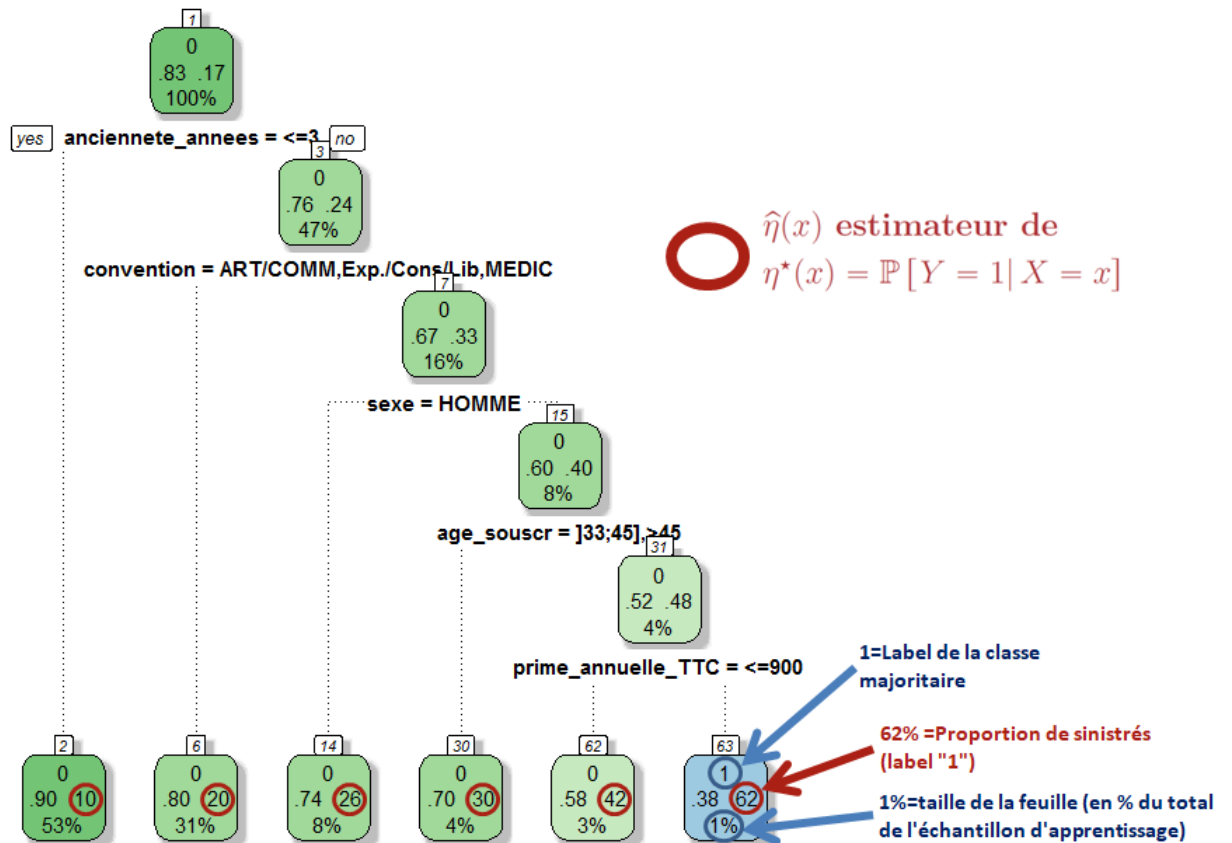 1
0
.83 .17
100%
yes anciennete_annees = <=3 no
3
0
.76 .24
47%
convention = ART/COMM,Exp./Cons/Lib,MEDIC
7
0
.67 .33
16%
sexe = HOMME
15
0
.60 .40
8%
age_souscr = ]33;45],>45
31
0
.52 .48
4%
prime_annuelle_TTC = <=900
2 6 14 30 62 63
0 0 0 0 0 1
.90 10 .80 20 .74 26 .70 30 .58 42 .38 62
53% 31% 8% 4% 3% 1%
η̂(x) estimateur de
η*(x) = ℙ [Y = 1| X = x]
1=Label de la classe
majoritaire
62% =Proportion de sinistrés
(label "1")
1%=taille de la feuille (en % du total
de l'échantillon d'apprentissage)